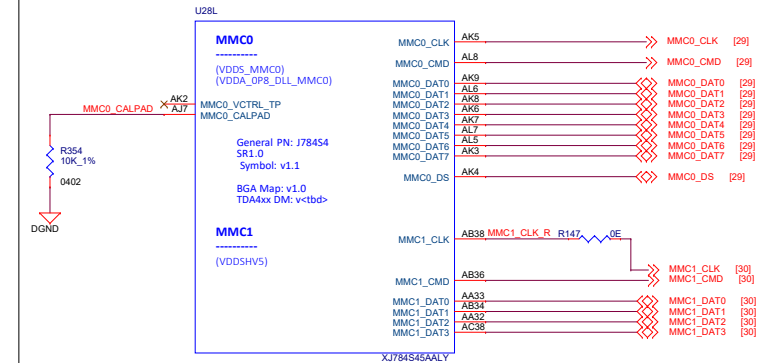 U28L
MMC0
----------
(VDDS_MMC0)
(VDDA_0P8_DLL_MMC0)
AK2 MMC0_VCTRL_TP
MMC0_CALPAD AJ7 MMC0_CALPAD
R354
10K_1%
0402
DGND
General PN: J784S4
SR1.0
Symbol: v1.1
BGA Map: v1.0
TDA4xx DM: v<tbd>
MMC1
----------
(VDDSHV5)
MMC0_CLK AK5 MMC0_CLK [29]
MMC0_CMD AL8 MMC0_CMD [29]
MMC0_DAT0 AK9 MMC0_DAT0 [29]
MMC0_DAT1 AL6 MMC0_DAT1 [29]
MMC0_DAT2 AK8 MMC0_DAT2 [29]
MMC0_DAT3 AK6 MMC0_DAT3 [29]
MMC0_DAT4 AK7 MMC0_DAT4 [29]
MMC0_DAT5 AL7 MMC0_DAT5 [29]
MMC0_DAT6 AL5 MMC0_DAT6 [29]
MMC0_DAT7 AK3 MMC0_DAT7 [29]
MMC0_DS AK4 MMC0_DS [29]
MMC1_CLK AB38 MMC1_CLK_R R147 0E
MMC1_CLK [30]
MMC1_CMD AB36 MMC1_CMD [30]
MMC1_DAT0 AA33 MMC1_DAT0 [30]
MMC1_DAT1 AB34 MMC1_DAT1 [30]
MMC1_DAT2 AA32 MMC1_DAT2 [30]
MMC1_DAT3 AC38 MMC1_DAT3 [30]
XJ784S45AALY